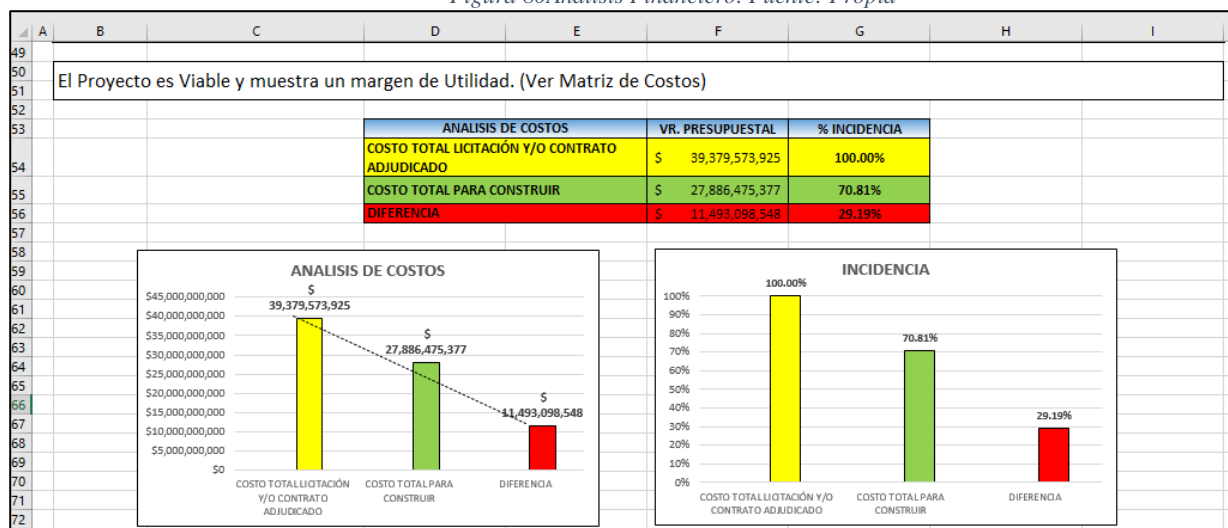 Figura 80Análisis Financiero. Fuente: Propia
A B C D E F G H I
49
50
El Proyecto es Viable y muestra un margen de Utilidad. (Ver Matriz de Costos)
51
52
53 ANALISIS DE COSTOS VR. PRESUPUESTAL % INCIDENCIA
COSTO TOTAL LICITACIÓN Y/O CONTRATO
54 ADJUDICADO $ 39,379,573,925 100.00%
55 COSTO TOTAL PARA CONSTRUIR $ 27,886,475,377 70.81%
56 DIFERENCIA $ 11,493,098,548 29.19%
57
58
59
60
61
62
63
64
65
66
67
68
69
70
71
72
ANALISIS DE COSTOS
$45,000,000,000
$40,000,000,000
$35,000,000,000
$30,000,000,000
$25,000,000,000
$20,000,000,000
$15,000,000,000
$10,000,000,000
$5,000,000,000
$0
$
39,379,573,925
$
27,886,475,377
$
11,493,098,548
COSTO TOTAL LICITACIÓN
Y/O CONTRATO
ADJUDICADO
COSTO TOTAL PARA
CONSTRUIR
DIFERENCIA
INCIDENCIA
100%
90%
80%
70%
60%
50%
40%
30%
20%
10%
0%
100.00%
70.81%
29.19%
COSTO TOTAL LICITACIÓN Y/O
CONTRATO ADJUDICADO
COSTO TOTAL PARA
CONSTRUIR
DIFERENCIA